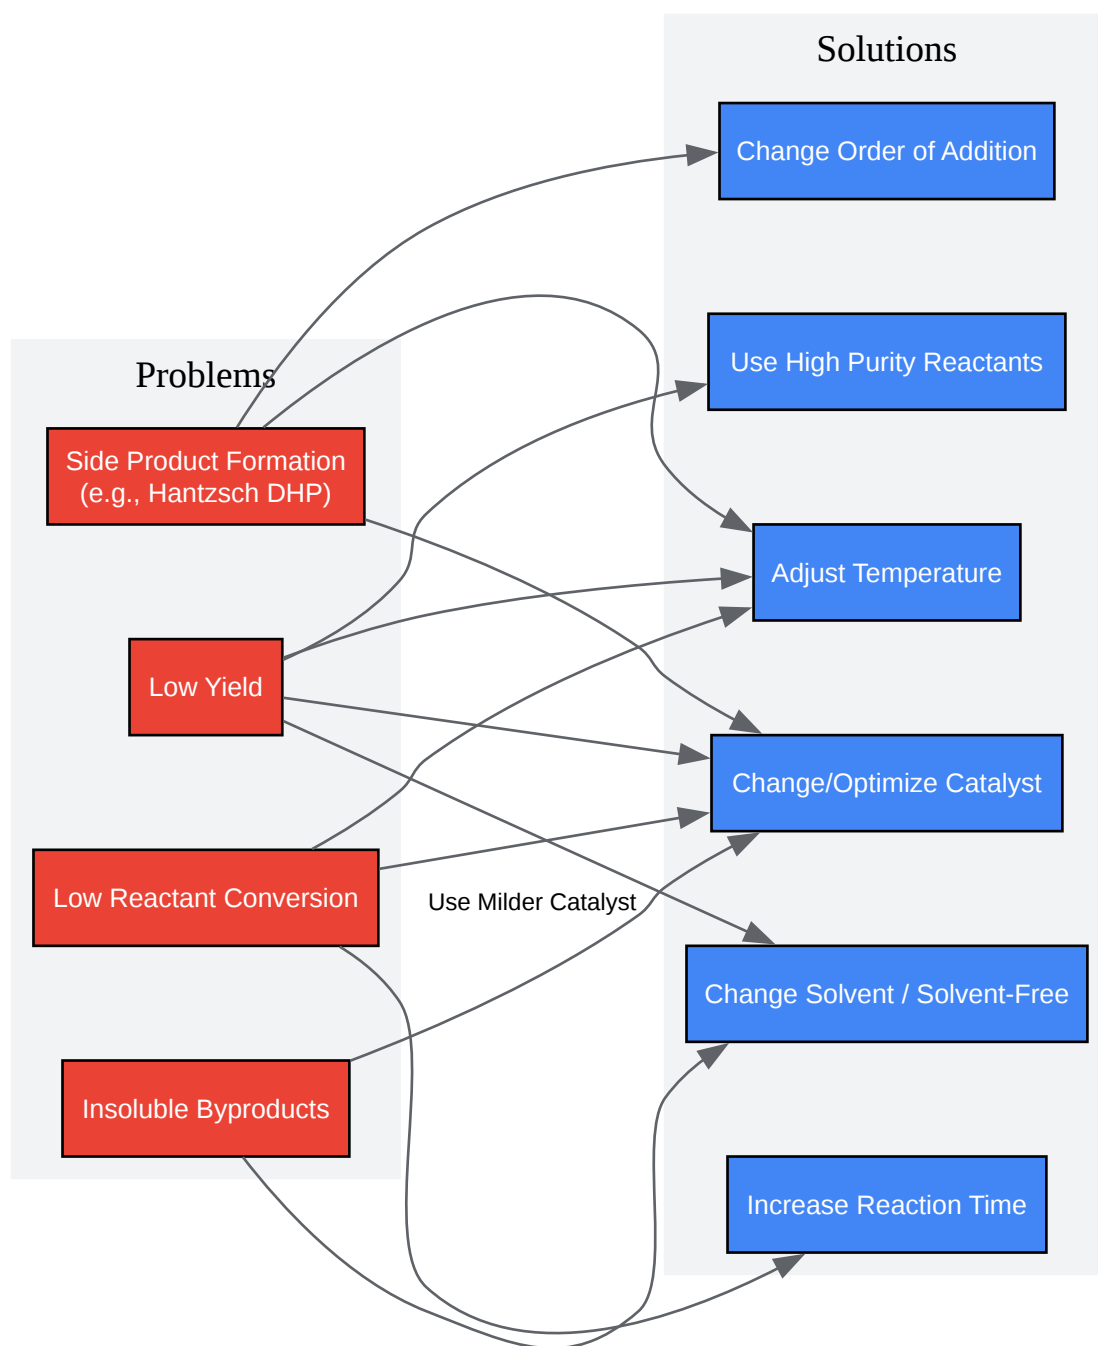 Problems
Side Product Formation
(e.g., Hantzsch DHP)
Low Yield
Low Reactant Conversion
Insoluble Byproducts
Use Milder Catalyst
Solutions
Change Order of Addition
Use High Purity Reactants
Adjust Temperature
Change/Optimize Catalyst
Change Solvent / Solvent-Free
Increase Reaction Time